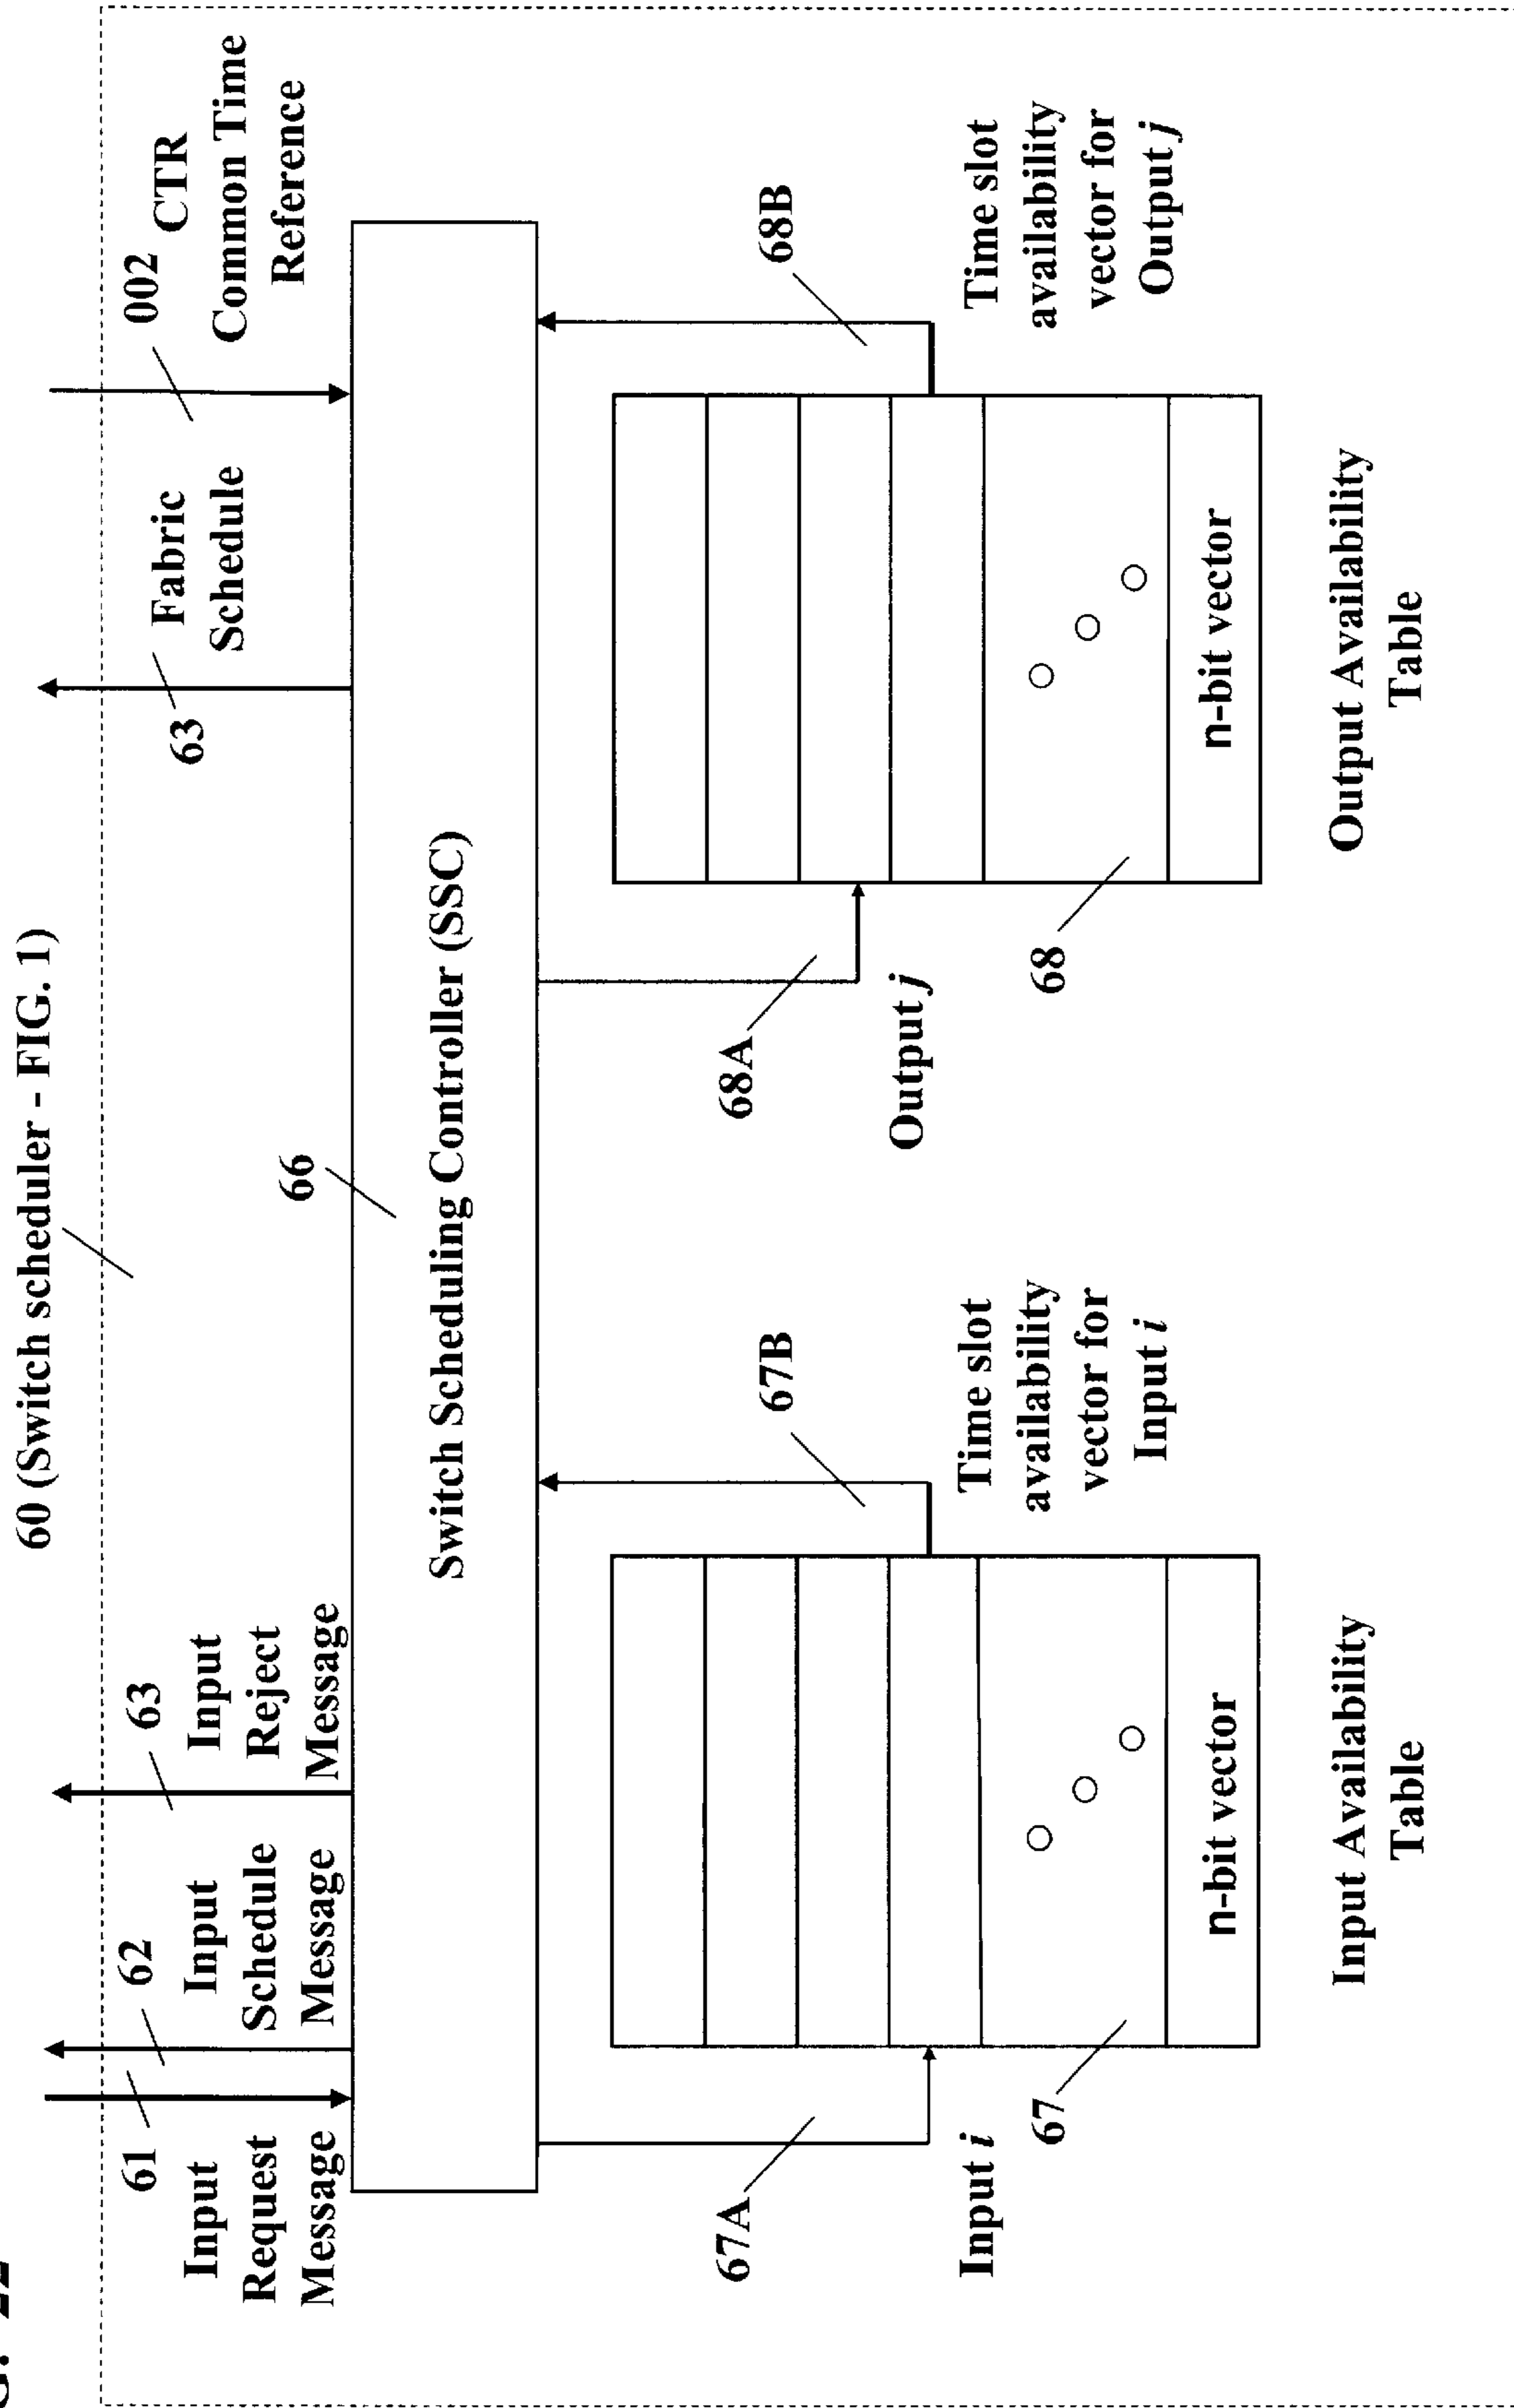 G. 22
60 (Switch scheduler - FIG. 1)
61
Input
Request
Message
62
Input
Schedule
Message
63
Input
Reject
Message
63
Fabric
Schedule
002
CTR
Common Time
Reference
66
Switch Scheduling Controller (SSC)
67A
Input i
67
67B
Time slot
availability
vector for
Input i
n-bit vector
Input Availability
Table
68A
Output j
68
68B
Time slot
availability
vector for
Output j
n-bit vector
Output Availability
Table